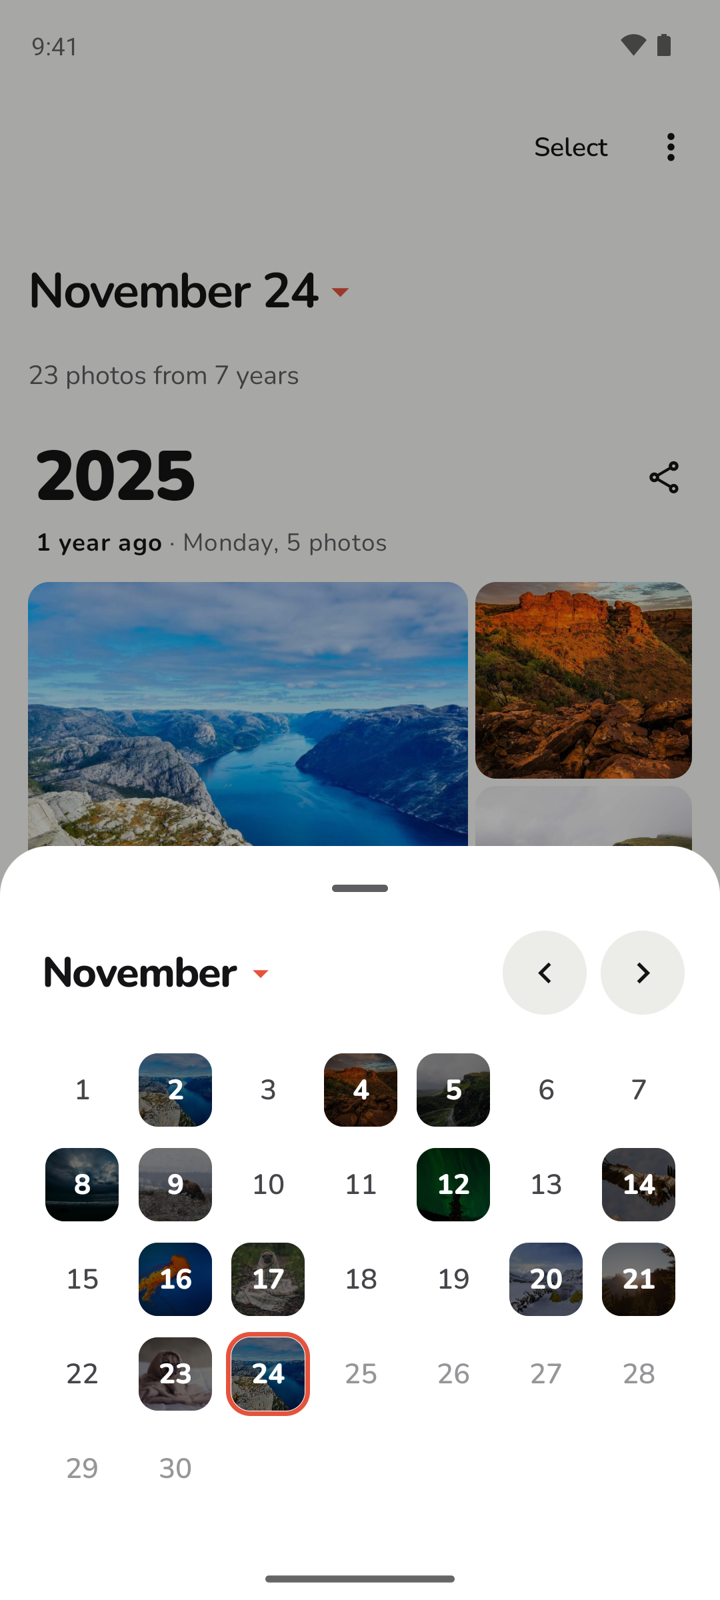 9:41
Select
November 24
23 photos from 7 years
2025
1 year ago · Monday, 5 photos
November
1 2 3 4 5 6 7
8 9 10 11 12 13 14
15 16 17 18 19 20 21
22 23 24 25 26 27 28
29 30